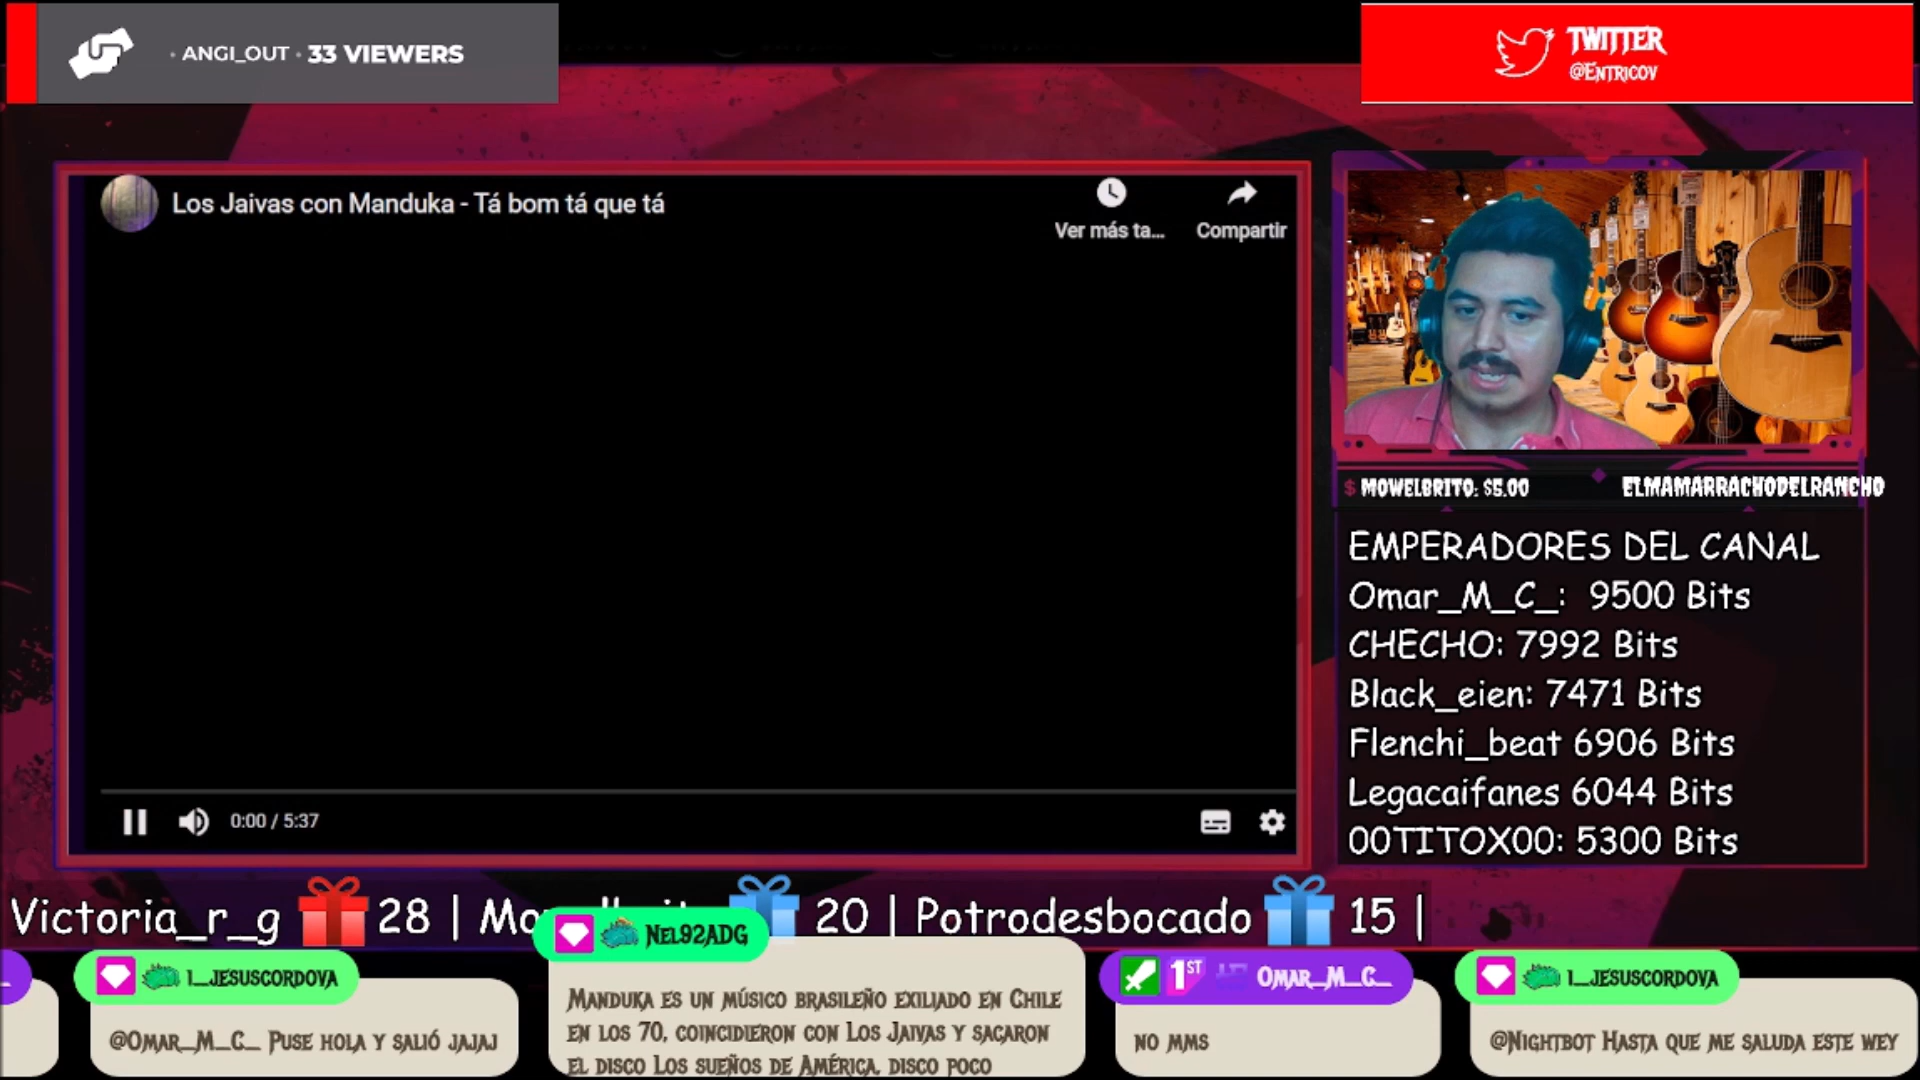 · ANGI_OUT · 33 VIEWERS
TWITTER
@ENTRICOV
Los Jaivas con Manduka - Tá bom tá que tá
Ver más ta...
Compartir
0:00 / 5:37
$ MOWELBRITO: $5.00
ELMAMARRACHODELRANCHO
EMPERADORES DEL CANAL
Omar_M_C_: 9500 Bits
CHECHO: 7992 Bits
Black_eien: 7471 Bits
Flenchi_beat 6906 Bits
Legacaifanes 6044 Bits
00TITOX00: 5300 Bits
Victoria_r_g 28 | 20 | Potrodesbocado 15 |
1_JESUSCORDOVA
@OMAR_M_C_ PUSE HOLA Y SALIÓ JAJAJ
NEL92ADG
MANDUKA ES UN MÚSICO BRASILEÑO EXILIADO EN CHILE
EN LOS 70, COINCIDIERON CON LOS JAIVAS Y SACARON
EL DISCO LOS SUEÑOS DE AMÉRICA. DISCO POCO
1ST OMAR_M_C_
NO MMS
1_JESUSCORDOVA
@NIGHTBOT HASTA QUE ME SALUDA ESTE WEY